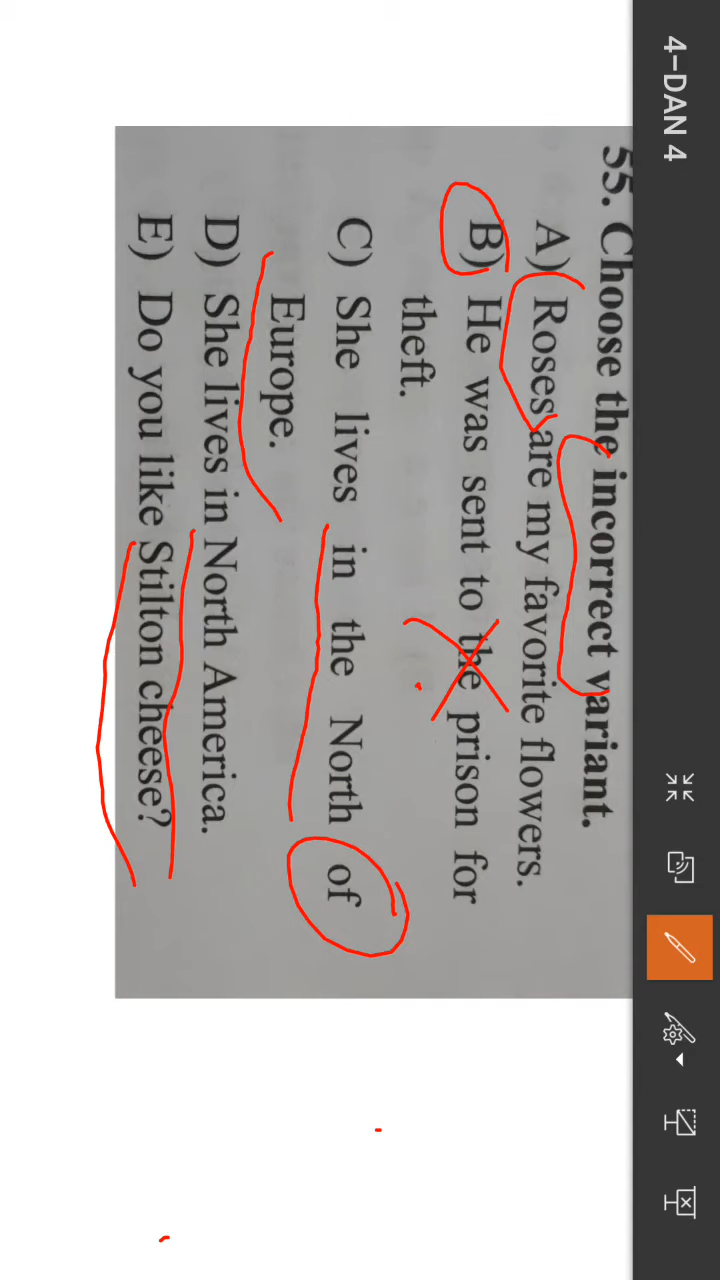 4-DAN 4
55. Choose the incorrect variant.
A) Roses are my favorite flowers.
B) He was sent to the prison for
theft.
C) She lives in the North of
Europe.
D) She lives in North America.
E) Do you like Stilton cheese?